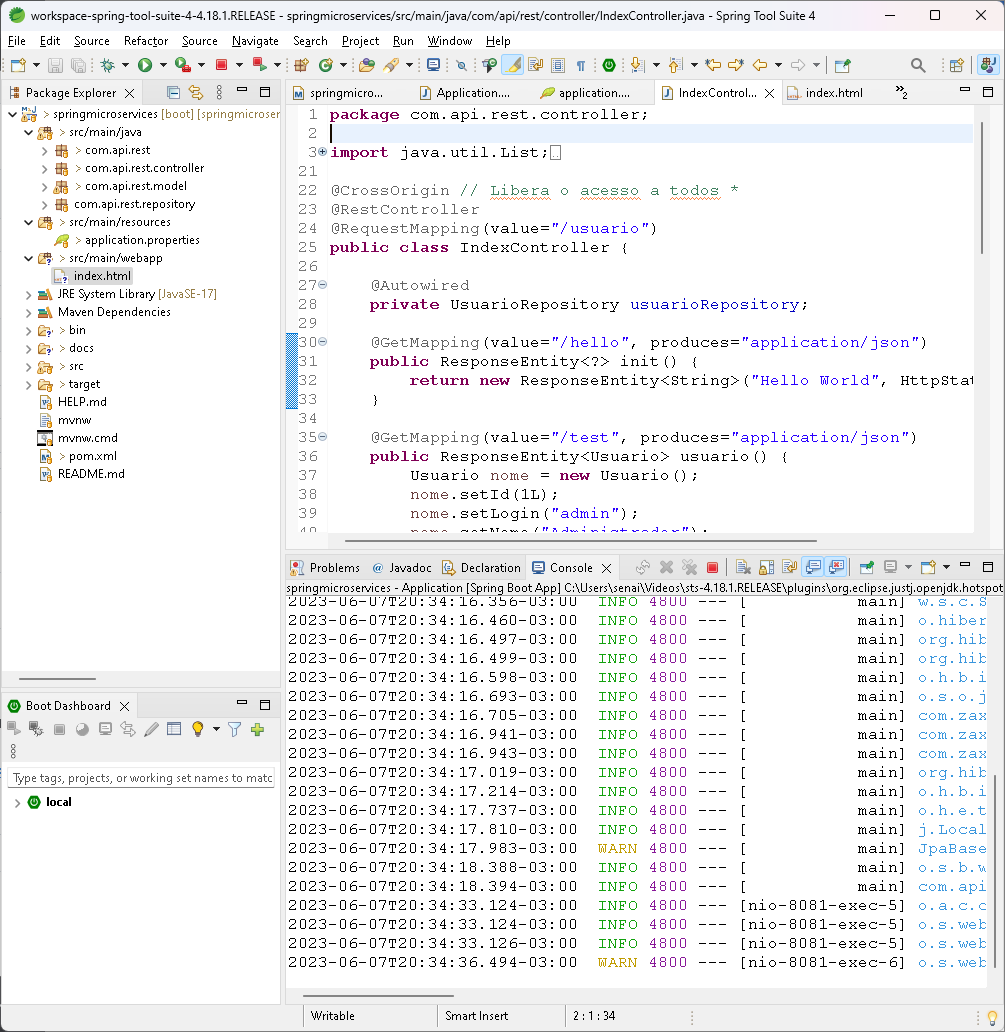 workspace-spring-tool-suite-4-4.18.1.RELEASE - springmicroservices/src/main/java/com/api/rest/controller/IndexController.java - Spring Tool Suite 4
File Edit Source Refactor Source Navigate Search Project Run Window Help
Package Explorer
> springmicroservices [boot] [springmicroser
> src/main/java
> com.api.rest
> com.api.rest.controller
> com.api.rest.model
com.api.rest.repository
> src/main/resources
> application.properties
> src/main/webapp
index.html
JRE System Library [JavaSE-17]
Maven Dependencies
> bin
> docs
> src
> target
HELP.md
mvnw
mvnw.cmd
> pom.xml
README.md
Boot Dashboard
Type tags, projects, or working set names to matc
local
springmicro... Application.... application.... IndexControl... index.html »2
1 package com.api.rest.controller;
2
3 import java.util.List;
21
22 @CrossOrigin // Libera o acesso a todos *
23 @RestController
24 @RequestMapping(value="/usuario")
25 public class IndexController {
26
27 @Autowired
28 private UsuarioRepository usuarioRepository;
29
30 @GetMapping(value="/hello", produces="application/json")
31 public ResponseEntity<?> init() {
32 return new ResponseEntity<String>("Hello World", HttpStat
33 }
34
35 @GetMapping(value="/test", produces="application/json")
36 public ResponseEntity<Usuario> usuario() {
37 Usuario nome = new Usuario();
38 nome.setId(1L);
39 nome.setLogin("admin");
40 nome.setNome("Administrador");
Problems @ Javadoc Declaration Console
springmicroservices - Application [Spring Boot App] C:\Users\senai\Videos\sts-4.18.1.RELEASE\plugins\org.eclipse.justj.openjdk.hotspot
2023-06-07T20:34:16.356-03:00 INFO 4800 --- [ main] w.s.c.S
2023-06-07T20:34:16.460-03:00 INFO 4800 --- [ main] o.hiber
2023-06-07T20:34:16.497-03:00 INFO 4800 --- [ main] org.hib
2023-06-07T20:34:16.499-03:00 INFO 4800 --- [ main] org.hib
2023-06-07T20:34:16.598-03:00 INFO 4800 --- [ main] o.h.b.i
2023-06-07T20:34:16.693-03:00 INFO 4800 --- [ main] o.s.o.j
2023-06-07T20:34:16.705-03:00 INFO 4800 --- [ main] com.zax
2023-06-07T20:34:16.941-03:00 INFO 4800 --- [ main] com.zax
2023-06-07T20:34:16.943-03:00 INFO 4800 --- [ main] com.zax
2023-06-07T20:34:17.019-03:00 INFO 4800 --- [ main] org.hib
2023-06-07T20:34:17.214-03:00 INFO 4800 --- [ main] o.h.b.i
2023-06-07T20:34:17.737-03:00 INFO 4800 --- [ main] o.h.e.t
2023-06-07T20:34:17.810-03:00 INFO 4800 --- [ main] j.Local
2023-06-07T20:34:17.983-03:00 WARN 4800 --- [ main] JpaBase
2023-06-07T20:34:18.388-03:00 INFO 4800 --- [ main] o.s.b.w
2023-06-07T20:34:18.394-03:00 INFO 4800 --- [ main] com.api
2023-06-07T20:34:33.124-03:00 INFO 4800 --- [nio-8081-exec-5] o.a.c.c
2023-06-07T20:34:33.124-03:00 INFO 4800 --- [nio-8081-exec-5] o.s.web
2023-06-07T20:34:33.126-03:00 INFO 4800 --- [nio-8081-exec-5] o.s.web
2023-06-07T20:34:36.494-03:00 WARN 4800 --- [nio-8081-exec-6] o.s.web
Writable Smart Insert 2 : 1 : 34